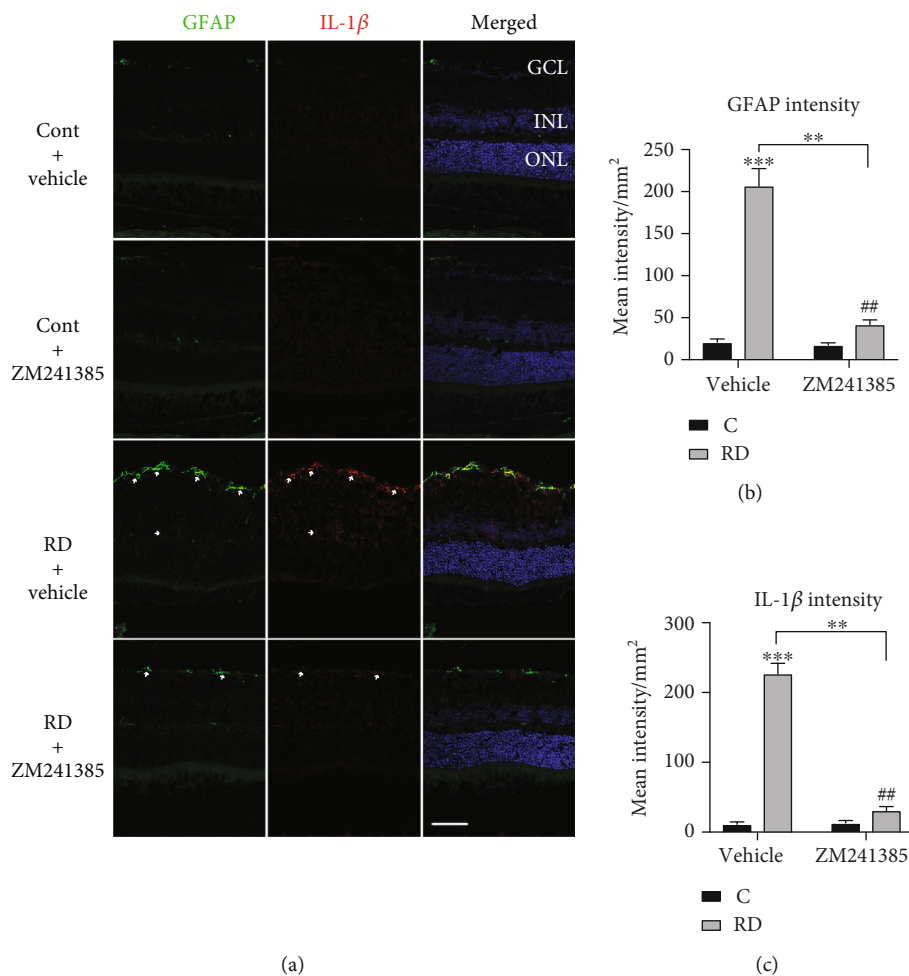 GFAP IL-1β Merged
Cont
+
vehicle
GCL
INL
ONL
Cont
+
ZM241385
RD
+
vehicle
RD
+
ZM241385
(a)
GFAP intensity
**
***
##
Mean intensity/mm²
250
200
150
100
50
0
Vehicle ZM241385
C
RD
(b)
IL-1β intensity
**
***
##
Mean intensity/mm²
300
200
100
0
Vehicle ZM241385
C
RD
(c)